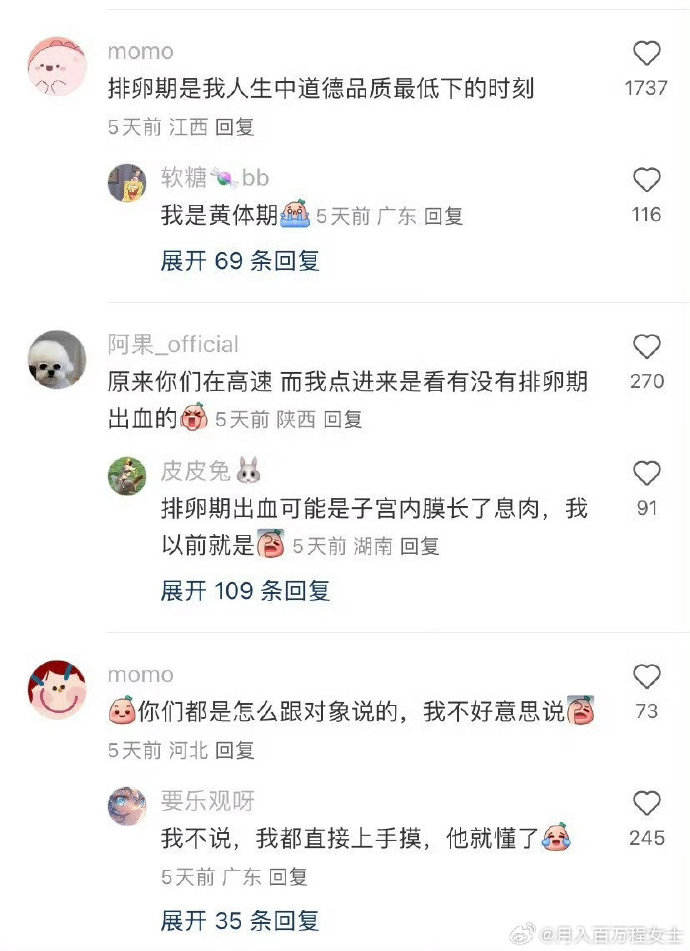 momo
排卵期是我人生中道德品质最低下的时刻
1737
5天前 江西 回复
软糖🍬bb
我是黄体期 5天前 广东 回复
116
展开 69 条回复
阿果_official
原来你们在高速 而我点进来是看有没有排卵期
270
出血的 5天前 陕西 回复
皮皮兔🐰
排卵期出血可能是子宫内膜长了息肉，我
91
以前就是 5天前 湖南 回复
展开 109 条回复
momo
你们都是怎么跟对象说的，我不好意思说
73
5天前 河北 回复
要乐观呀
我不说，我都直接上手摸，他就懂了
245
5天前 广东 回复
展开 35 条回复
@月入百万程女士